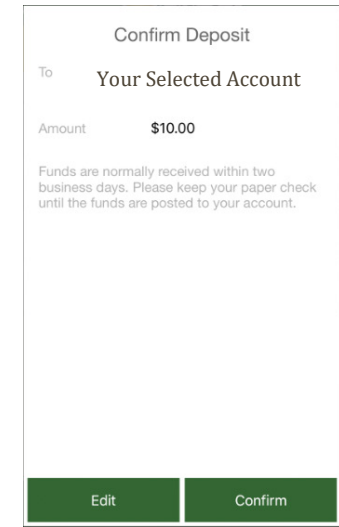 Confirm Deposit
To Your Selected Account
Amount $10.00
Funds are normally received within two
business days. Please keep your paper check
until the funds are posted to your account.
Edit Confirm